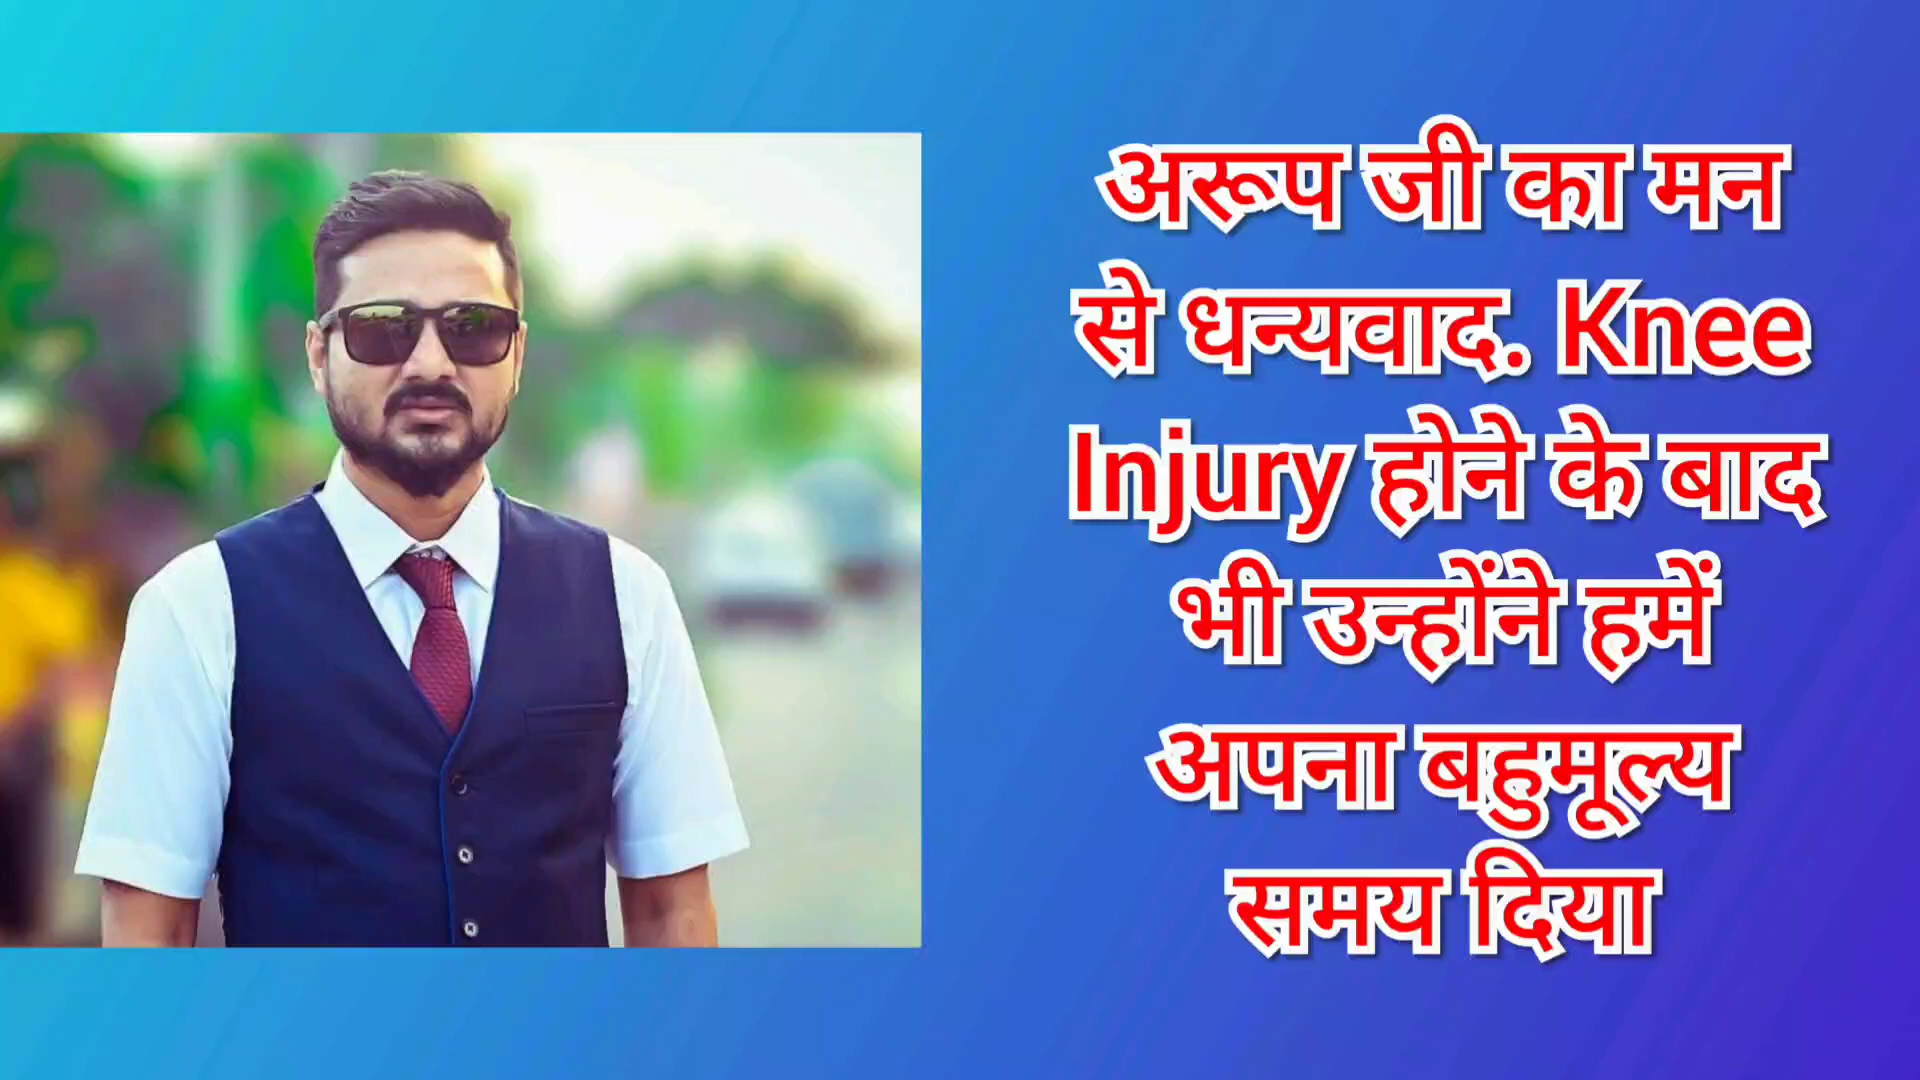 अरूप जी का मन
से धन्यवाद. Knee
Injury होने के बाद
भी उन्होंने हमें
अपना बहुमूल्य
समय दिया